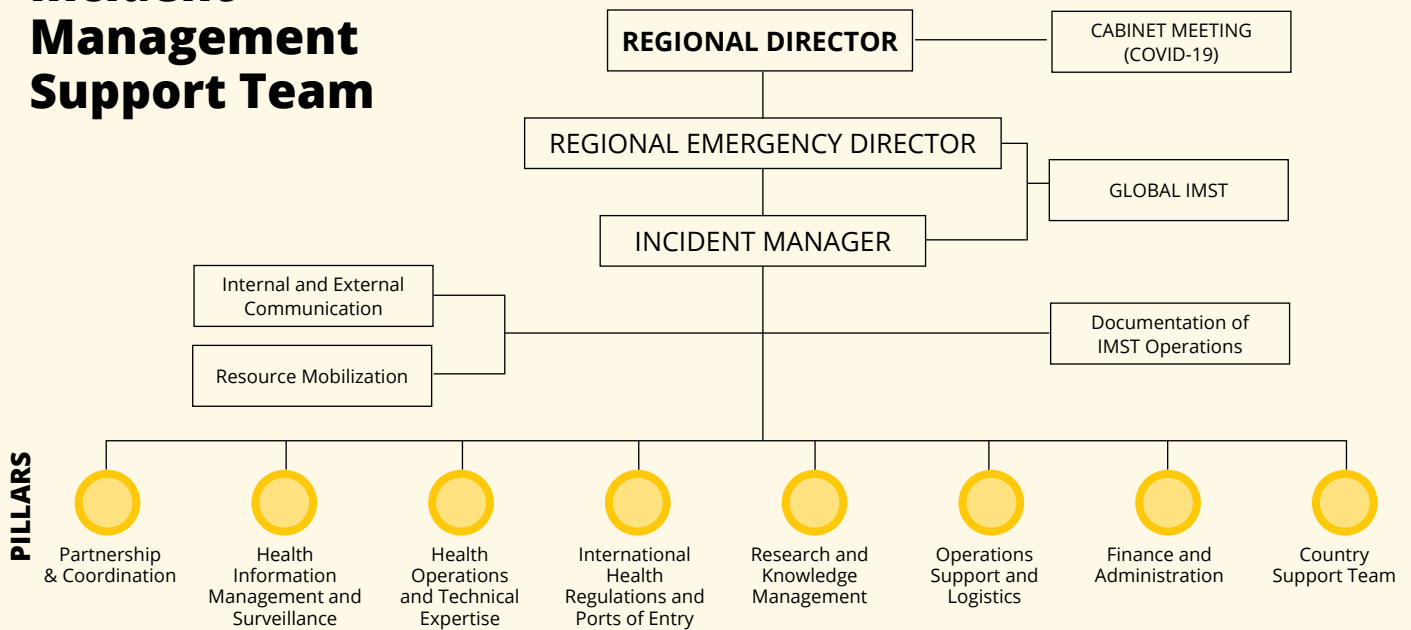 Management
Support Team
REGIONAL DIRECTOR
CABINET MEETING
(COVID-19)
REGIONAL EMERGENCY DIRECTOR
GLOBAL IMST
INCIDENT MANAGER
Internal and External
Communication
Resource Mobilization
Documentation of
IMST Operations
PILLARS
Partnership
& Coordination
Health
Information
Management and
Surveillance
Health
Operations
and Technical
Expertise
International
Health
Regulations and
Ports of Entry
Research and
Knowledge
Management
Operations
Support and
Logistics
Finance and
Administration
Country
Support Team